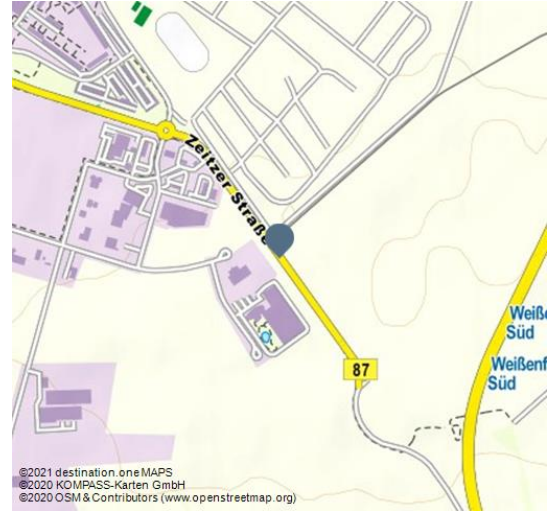 Zeitzer Straße
Weiße
Süd
Weißenf
Süd
87
©2021 destination.one MAPS
©2020 KOMPASS-Karten GmbH
©2020 OSM & Contributors (www.openstreetmap.org)